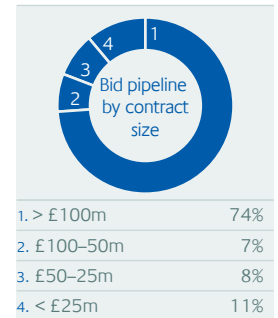 4
1
3
2
Bid pipeline
by contract
size
1. > £100m 74%
2. £100–50m 7%
3. £50–25m 8%
4. < £25m 11%